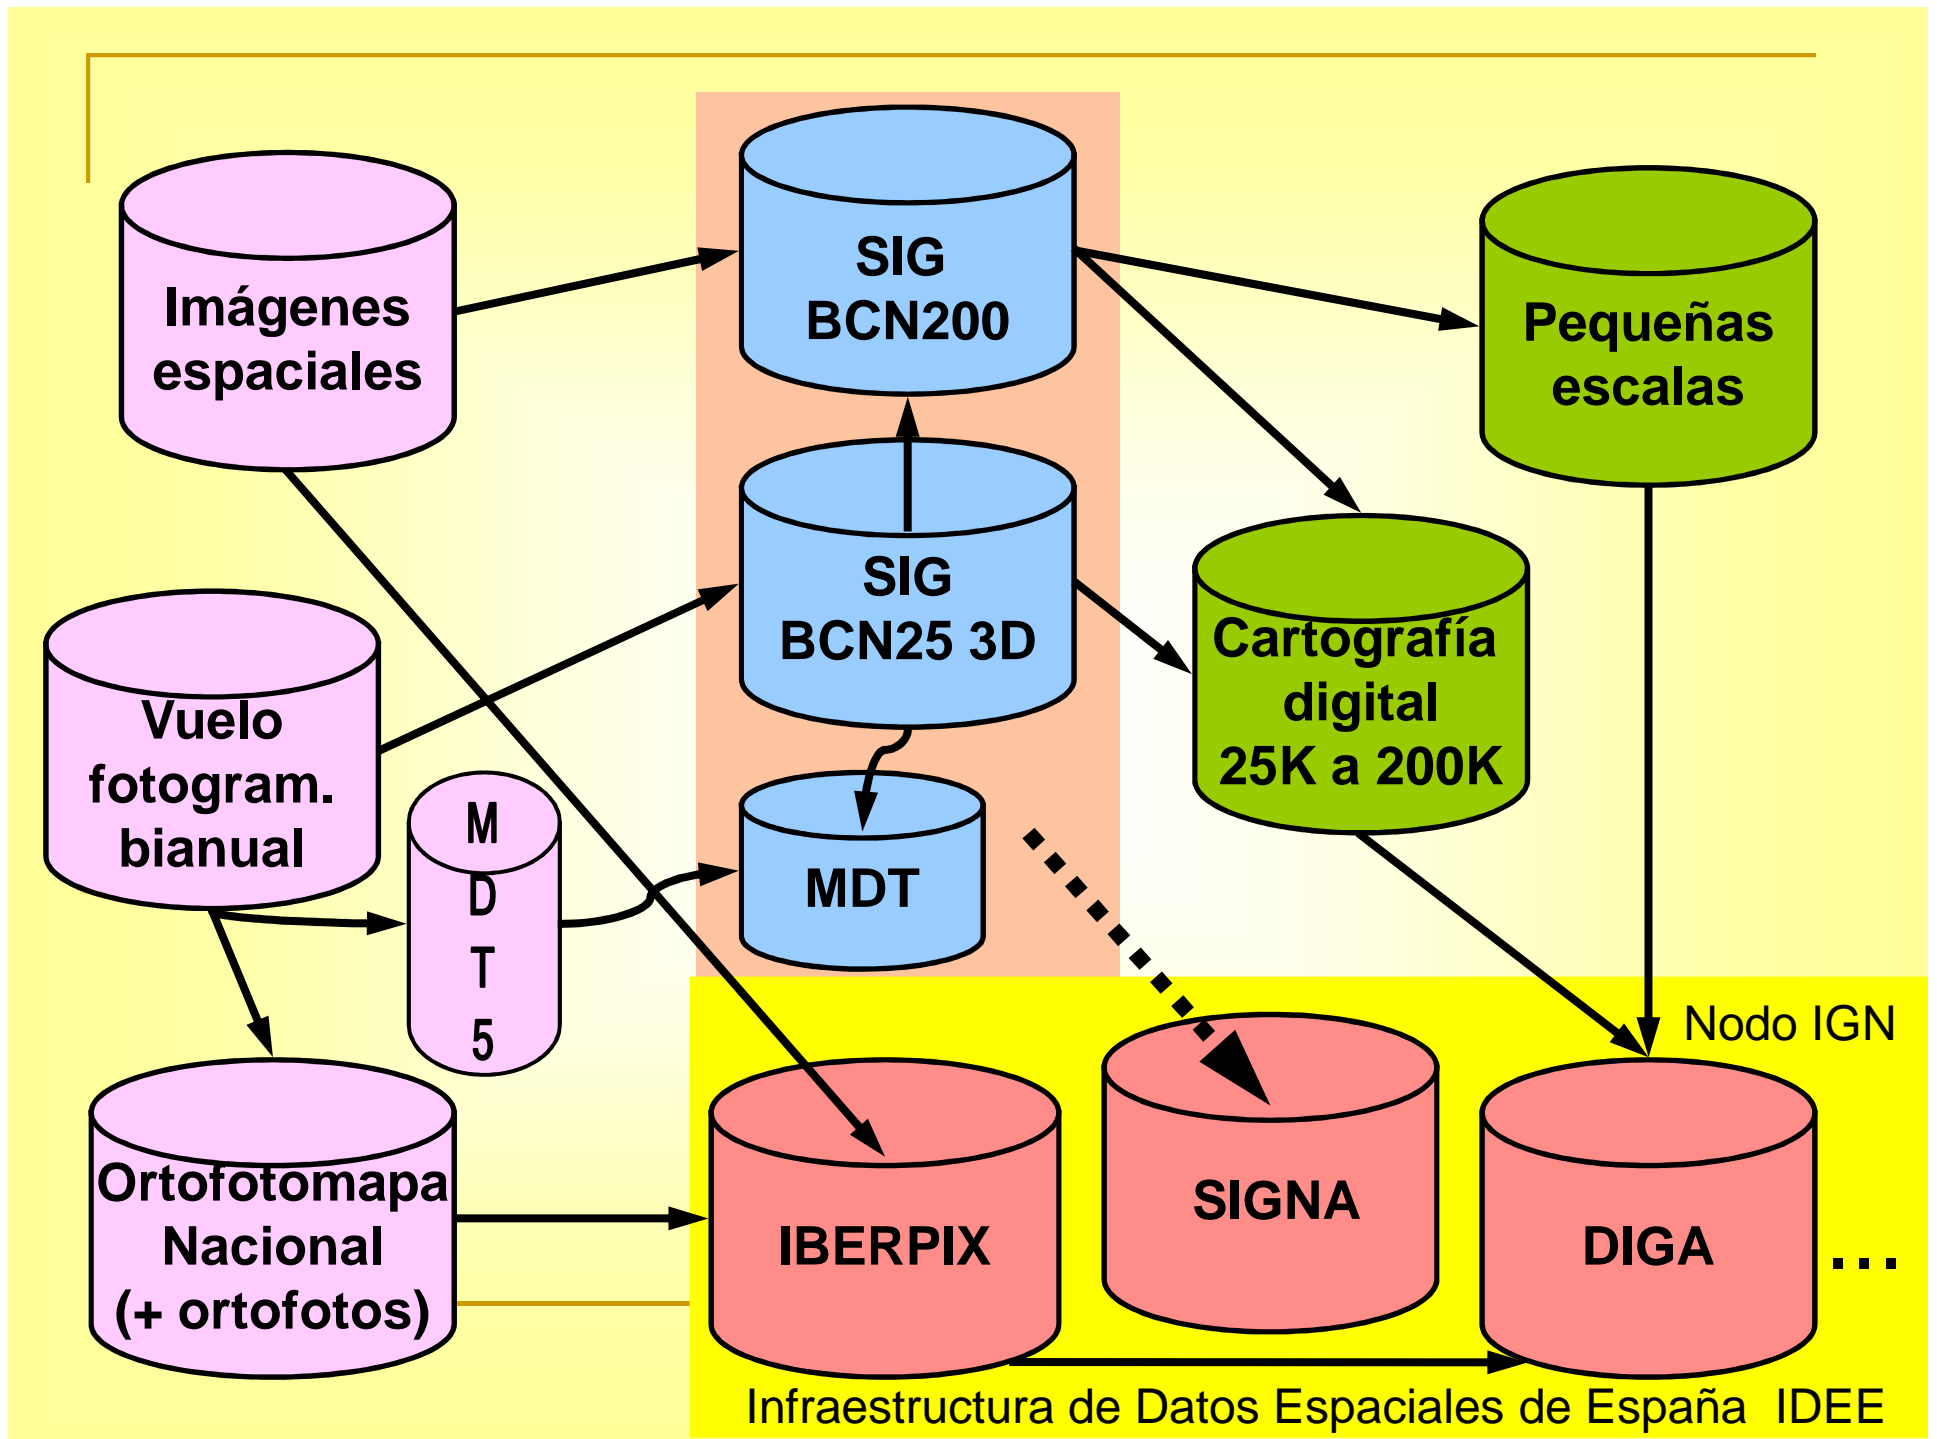 SIG
BCN200
Imágenes
espaciales
Pequeñas
escalas
SIG
BCN25 3D
Cartografía
digital
25K a 200K
Vuelo
fotogram.
bianual
M
D
T
5
MDT
Nodo IGN
Ortofotomapa
Nacional
(+ ortofotos)
IBERPIX
SIGNA
DIGA
...
Infraestructura de Datos Espaciales de España IDEE